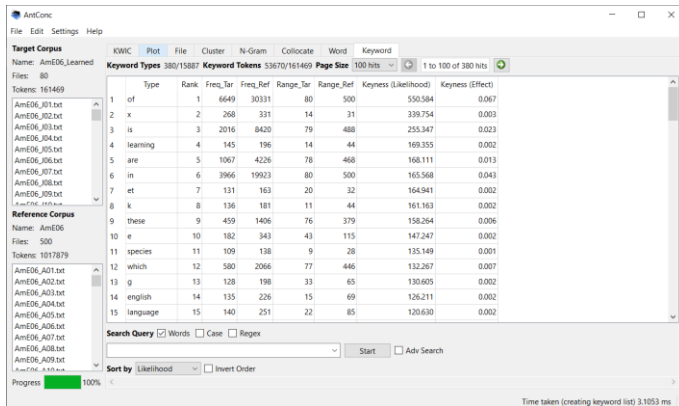 AntConc
File Edit Settings Help
Target Corpus
Name: AmE06_Learned
Files: 80
Tokens: 161469
AmE06_J01.txt
AmE06_J02.txt
AmE06_J03.txt
AmE06_J04.txt
AmE06_J05.txt
AmE06_J06.txt
AmE06_J07.txt
AmE06_J08.txt
AmE06_J09.txt
Reference Corpus
Name: AmE06
Files: 500
Tokens: 1017879
AmE06_A01.txt
AmE06_A02.txt
AmE06_A03.txt
AmE06_A04.txt
AmE06_A05.txt
AmE06_A06.txt
AmE06_A07.txt
AmE06_A08.txt
AmE06_A09.txt
Progress 100%
KWIC Plot File Cluster N-Gram Collocate Word Keyword
Keyword Types 380/15887 Keyword Tokens 53670/161469 Page Size 100 hits 1 to 100 of 380 hits
Type Rank Freq_Tar Freq_Ref Range_Tar Range_Ref Keyness (Likelihood) Keyness (Effect)
1 of 1 6649 30331 80 500 550.584 0.067
2 x 2 268 331 14 31 339.754 0.003
3 is 3 2016 8420 79 488 255.347 0.023
4 learning 4 145 196 14 44 169.355 0.002
5 are 5 1067 4226 78 468 168.111 0.013
6 in 6 3966 19923 80 500 165.568 0.043
7 et 7 131 163 20 32 164.941 0.002
8 k 8 136 181 11 44 161.163 0.002
9 these 9 459 1406 76 379 158.264 0.006
10 e 10 182 343 43 115 147.247 0.002
11 species 11 109 138 9 28 135.149 0.001
12 which 12 580 2066 77 446 132.267 0.007
13 g 13 128 198 33 65 130.605 0.002
14 english 14 135 226 15 69 126.211 0.002
15 language 15 140 251 22 85 120.630 0.002
Search Query Words Case Regex
Start Adv Search
Sort by Likelihood Invert Order
Time taken (creating keyword list) 3.1053 ms